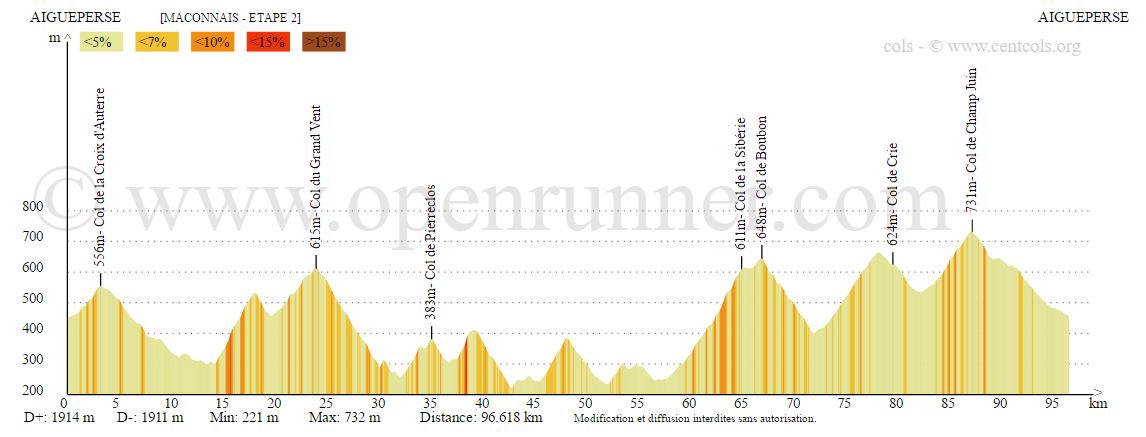 AIGUEPERSE [MACONNAIS - ETAPE 2] AIGUEPERSE
m
<5% <7% <10% <15% >15%
cols - © www.centcols.org
© www.openrunner.com
556m- Col de la Croix d'Auterre
615m- Col du Grand Vent
383m- Col de Pierreclos
611m- Col de la Sibérie
648m- Col de Boubon
624m- Col de Crie
731m- Col de Champ Juin
800
700
600
500
400
300
200
0 5 10 15 20 25 30 35 40 45 50 55 60 65 70 75 80 85 90 95 km
D+: 1914 m D-: 1911 m Min: 221 m Max: 732 m Distance: 96.618 km Modification et diffusion interdites sans autorisation.